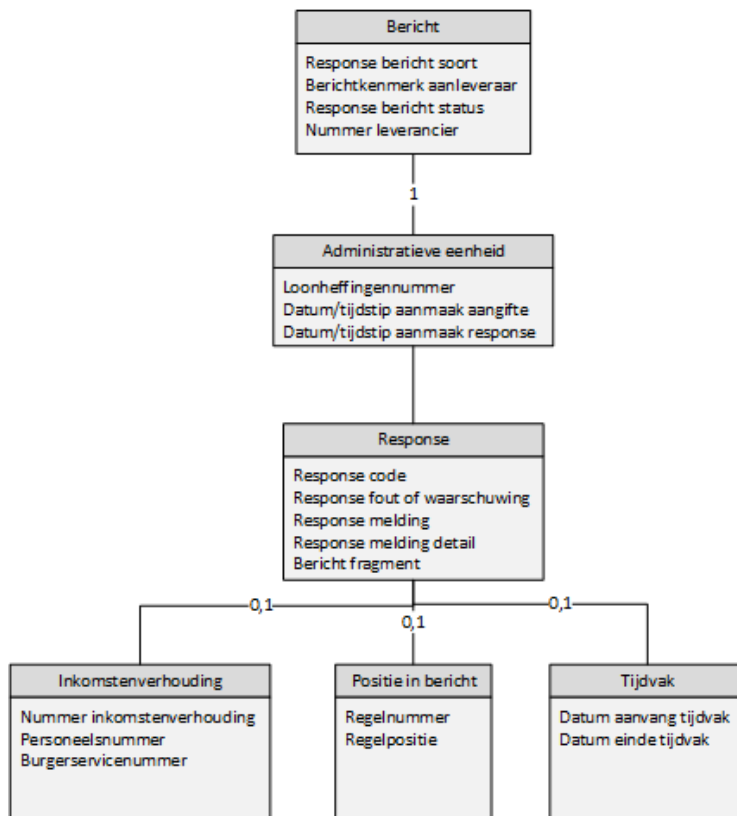 Bericht
Response bericht soort
Berichtkenmerk aanleveraar
Response bericht status
Nummer leverancier
1
Administratieve eenheid
Loonheffingennummer
Datum/tijdstip aanmaak aangifte
Datum/tijdstip aanmaak response
Response
Response code
Response fout of waarschuwing
Response melding
Response melding detail
Bericht fragment
0,1
0,1
0,1
Inkomstenverhouding
Nummer inkomstenverhouding
Personeelsnummer
Burgerservicenummer
Positie in bericht
Regelnummer
Regelpositie
Tijdvak
Datum aanvang tijdvak
Datum einde tijdvak